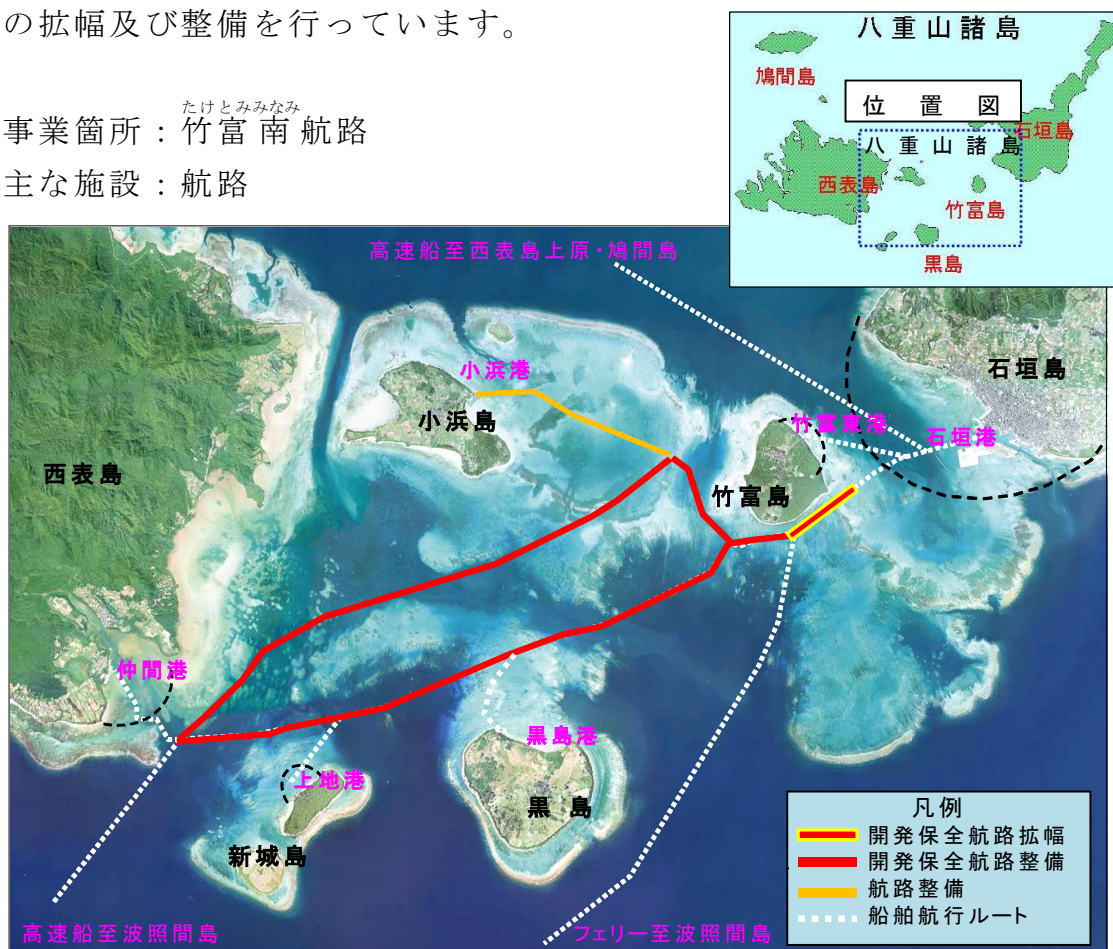 の拡幅及び整備を行っています。
たけとみみなみ
事業箇所：竹富南航路
主な施設：航路
八重山諸島
鳩間島
位置図
石垣島
八重山諸島
西表島
竹富島
黒島
高速船至西表島上原・鳩間島
石垣島
小浜港
小浜島
竹富東港
石垣港
西表島
竹富島
仲間港
黒島港
上地港
黒島
新城島
凡例
開発保全航路拡幅
開発保全航路整備
航路整備
船舶航行ルート
高速船至波照間島
フェリー至波照間島